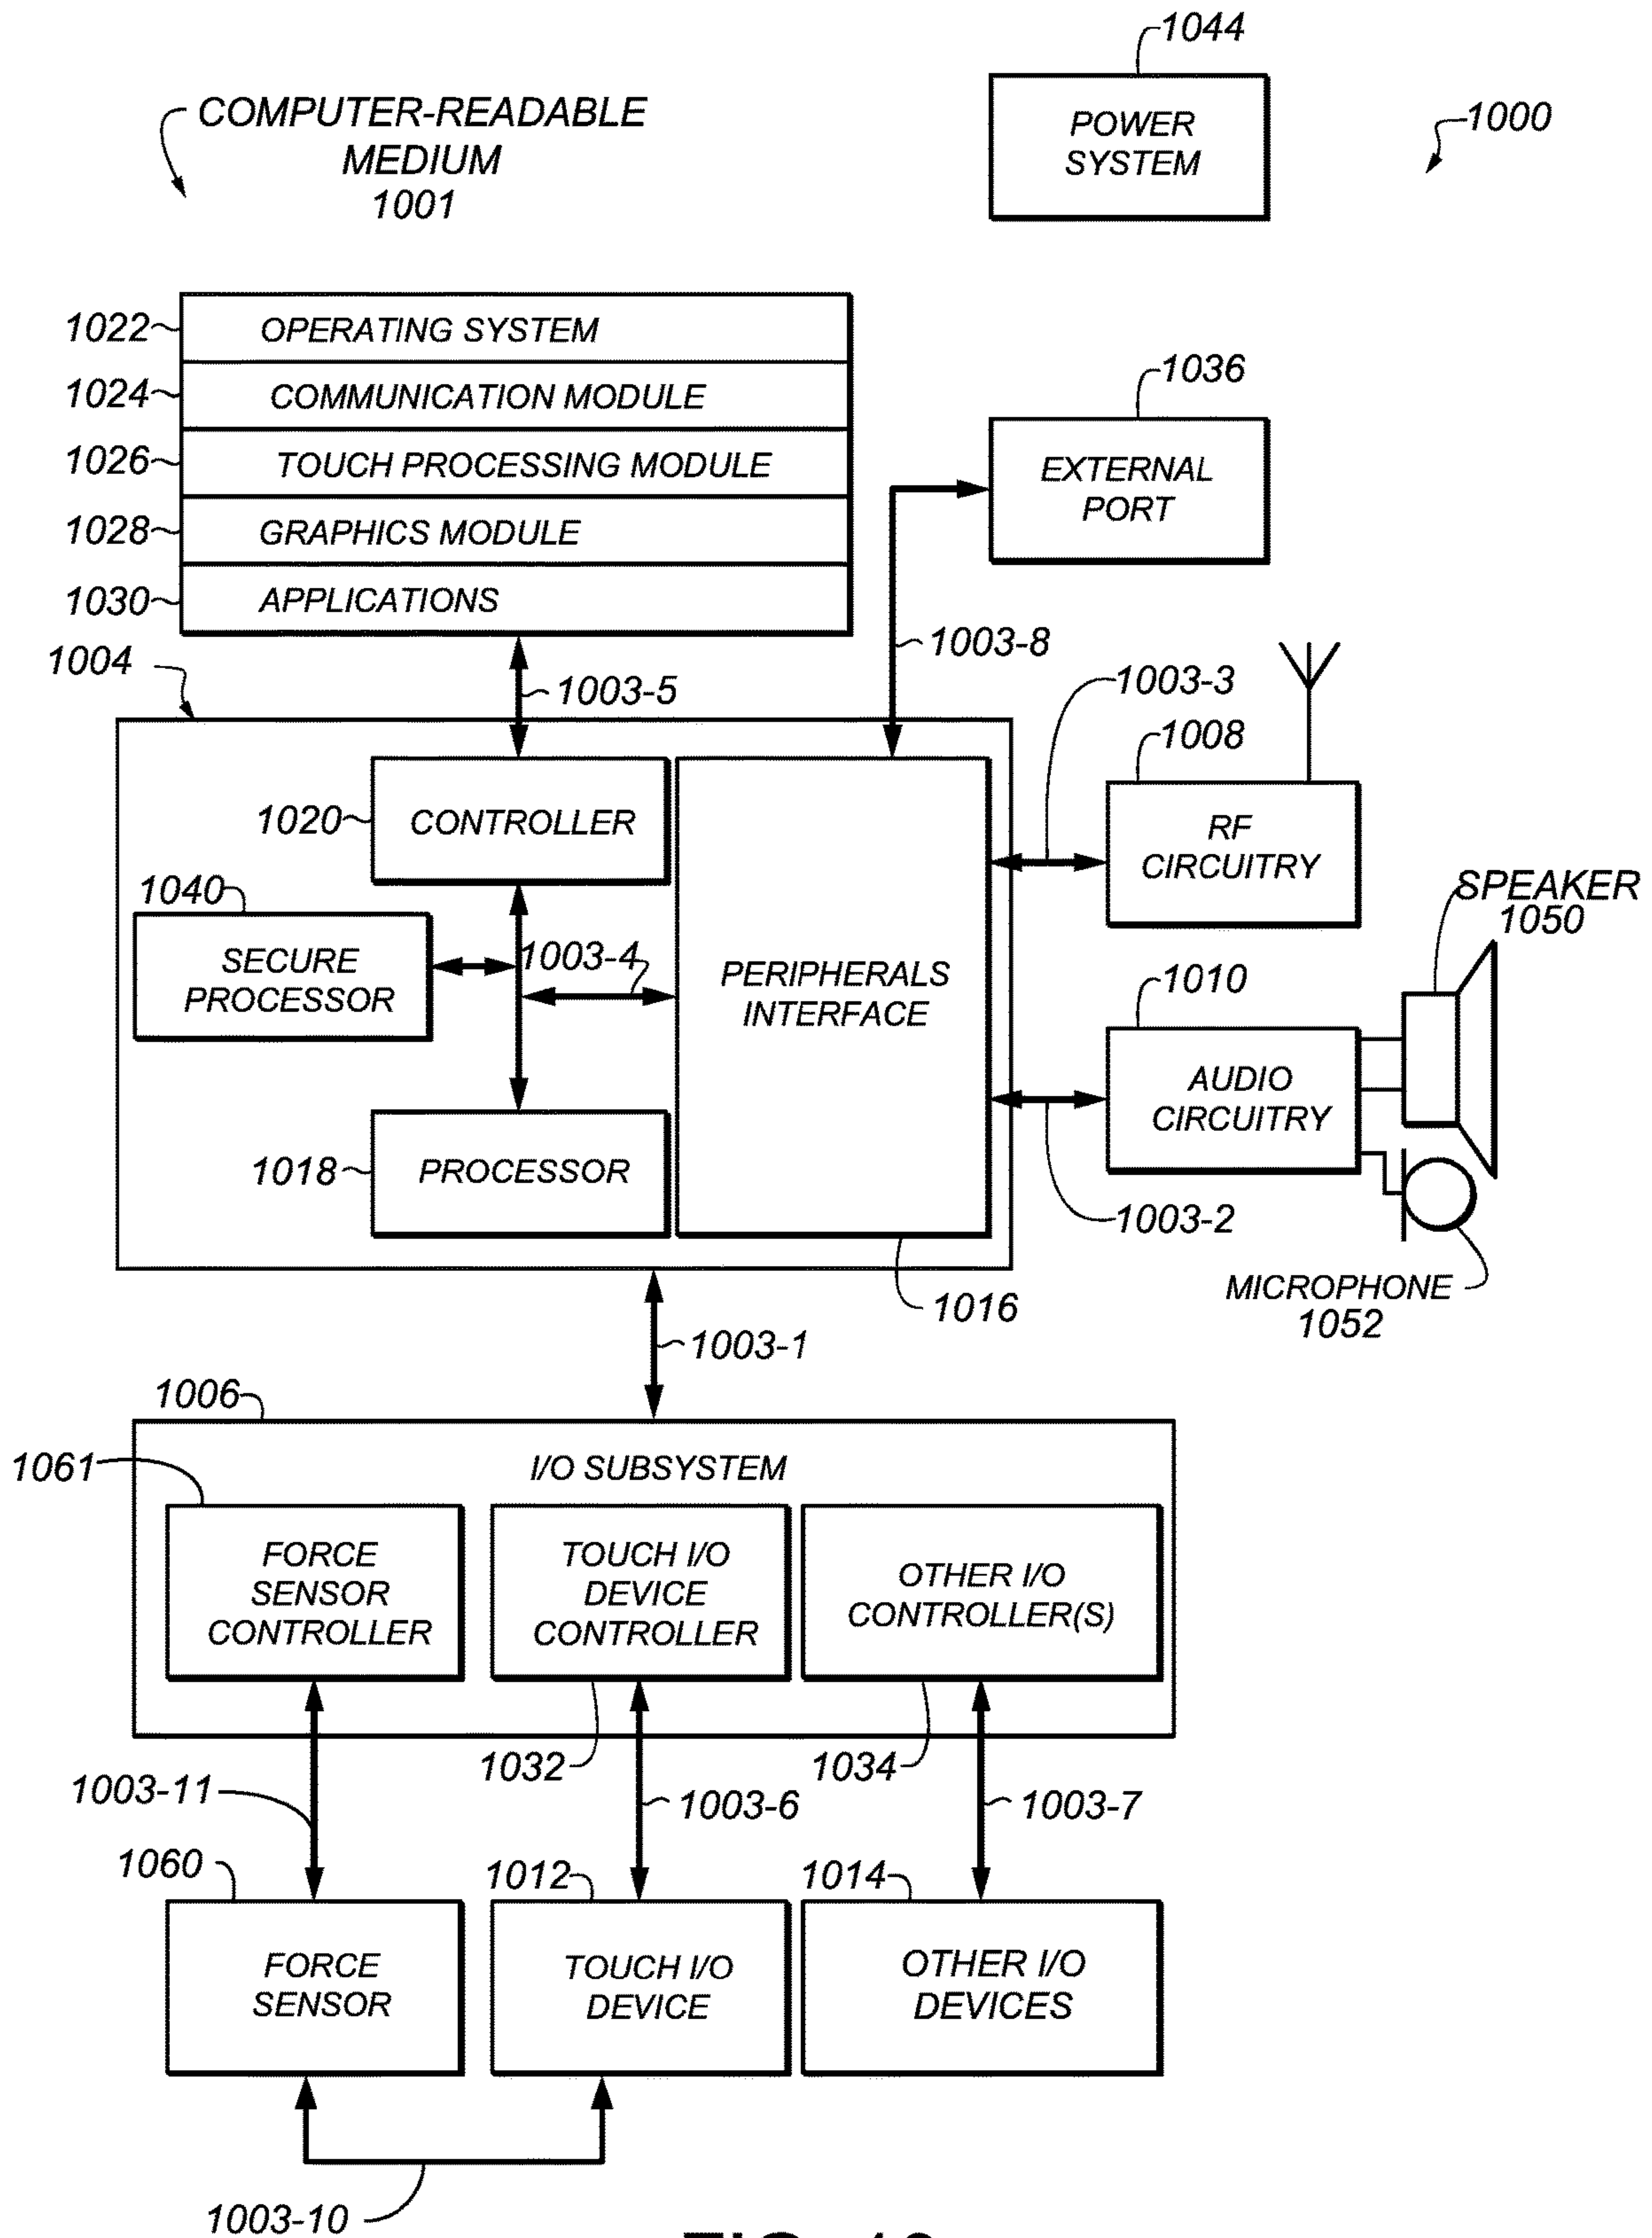 1044
POWER
SYSTEM
1000
COMPUTER-READABLE
MEDIUM
1001
1022
OPERATING SYSTEM
1024
COMMUNICATION MODULE
1026
TOUCH PROCESSING MODULE
1028
GRAPHICS MODULE
1030
APPLICATIONS
1036
EXTERNAL
PORT
1003-8
1004
1003-5
1003-3
1008
RF
CIRCUITRY
1020
CONTROLLER
1040
SECURE
PROCESSOR
1003-4
PERIPHERALS
INTERFACE
SPEAKER
1050
1010
AUDIO
CIRCUITRY
1018
PROCESSOR
1003-2
1016
MICROPHONE
1052
1003-1
1006
I/O SUBSYSTEM
1061
FORCE
SENSOR
CONTROLLER
TOUCH I/O
DEVICE
CONTROLLER
OTHER I/O
CONTROLLER(S)
1032
1034
1003-11
1003-6
1003-7
1060
1012
1014
FORCE
SENSOR
TOUCH I/O
DEVICE
OTHER I/O
DEVICES
1003-10